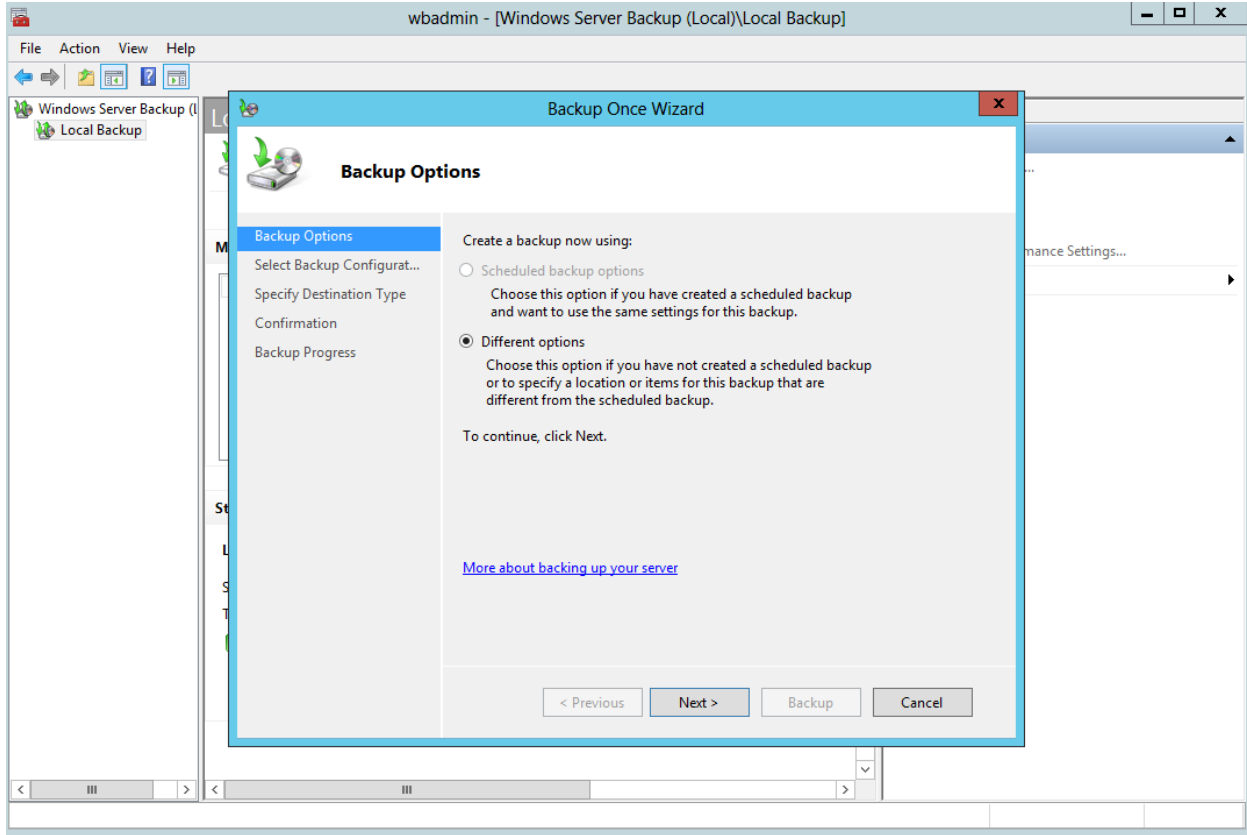 wbadmin - [Windows Server Backup (Local)\Local Backup]
File Action View Help
Windows Server Backup (l
Local Backup
Backup Once Wizard
Backup Options
Backup Options
Select Backup Configurat...
Specify Destination Type
Confirmation
Backup Progress
Create a backup now using:
Scheduled backup options
Choose this option if you have created a scheduled backup
and want to use the same settings for this backup.
Different options
Choose this option if you have not created a scheduled backup
or to specify a location or items for this backup that are
different from the scheduled backup.
To continue, click Next.
More about backing up your server
< Previous
Next >
Backup
Cancel
M
St
...
mance Settings...